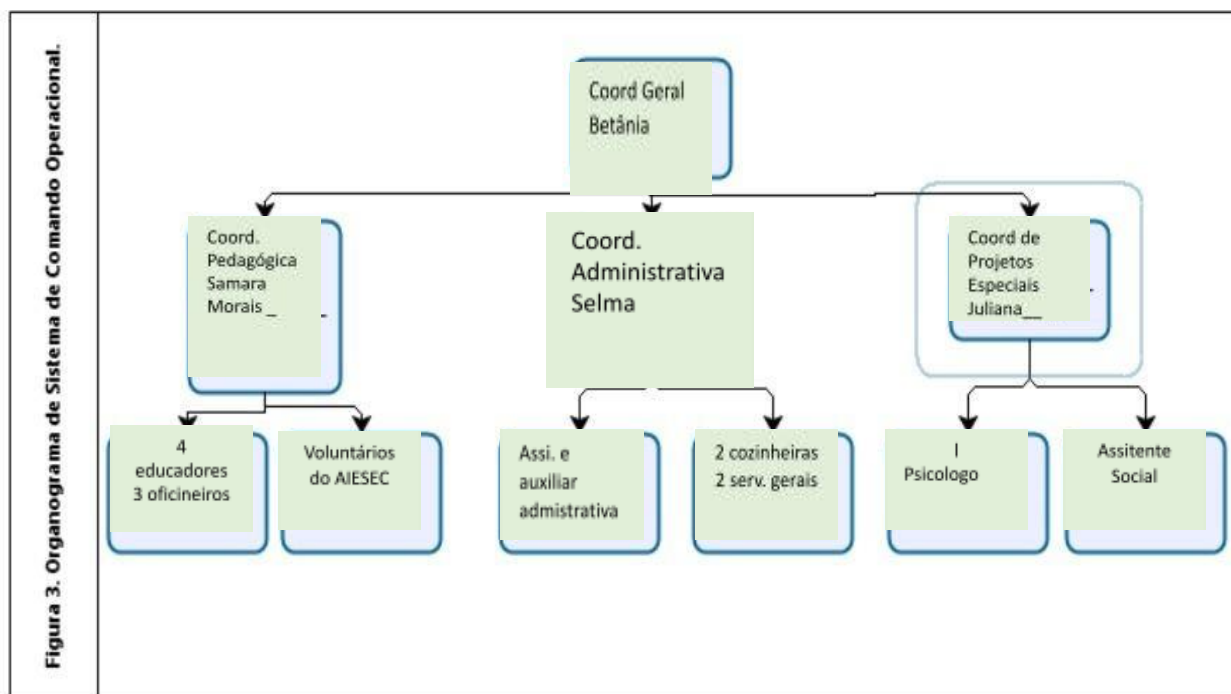 Figura 3. Organograma de Sistema de Comando Operacional.
Coord Geral
Betânia
Coord.
Pedagógica
Samara
Morais _ _
Coord.
Administrativa
Selma
Coord de
Projetos
Especiais _
Juliana__
4
educadores
3 oficineiros
Voluntários
do AIESEC
Assi. e
auxiliar
admistrativa
2 cozinheiras
2 serv. gerais
I
Psicologo
Assitente
Social